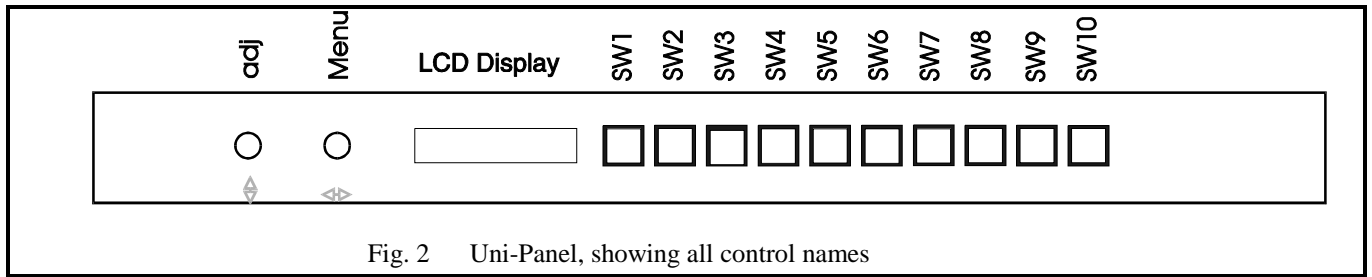 adj
Menu
LCD Display
SW1
SW2
SW3
SW4
SW5
SW6
SW7
SW8
SW9
SW10
Fig. 2 Uni-Panel, showing all control names